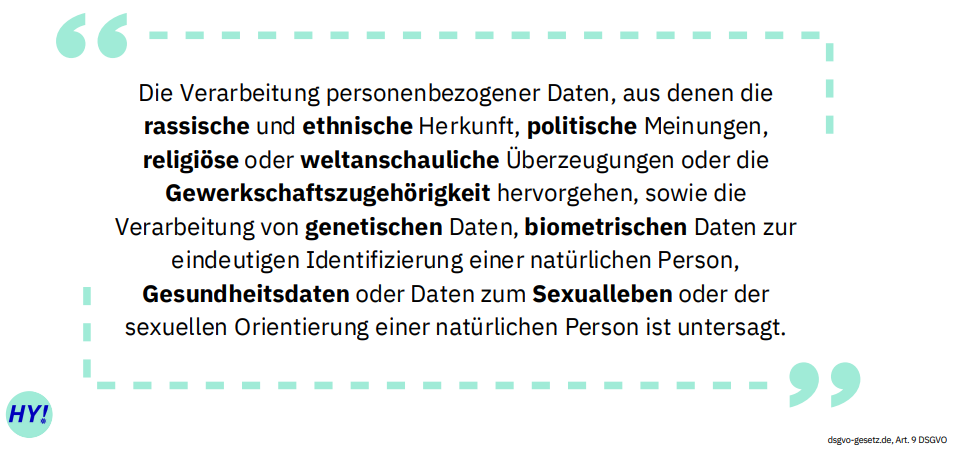 Die Verarbeitung personenbezogener Daten, aus denen die
rassische und ethnische Herkunft, politische Meinungen,
religiöse oder weltanschauliche Überzeugungen oder die
Gewerkschaftszugehörigkeit hervorgehen, sowie die
Verarbeitung von genetischen Daten, biometrischen Daten zur
eindeutigen Identifizierung einer natürlichen Person,
Gesundheitsdaten oder Daten zum Sexualleben oder der
sexuellen Orientierung einer natürlichen Person ist untersagt.
HY!
dsgvo-gesetz.de, Art. 9 DSGVO